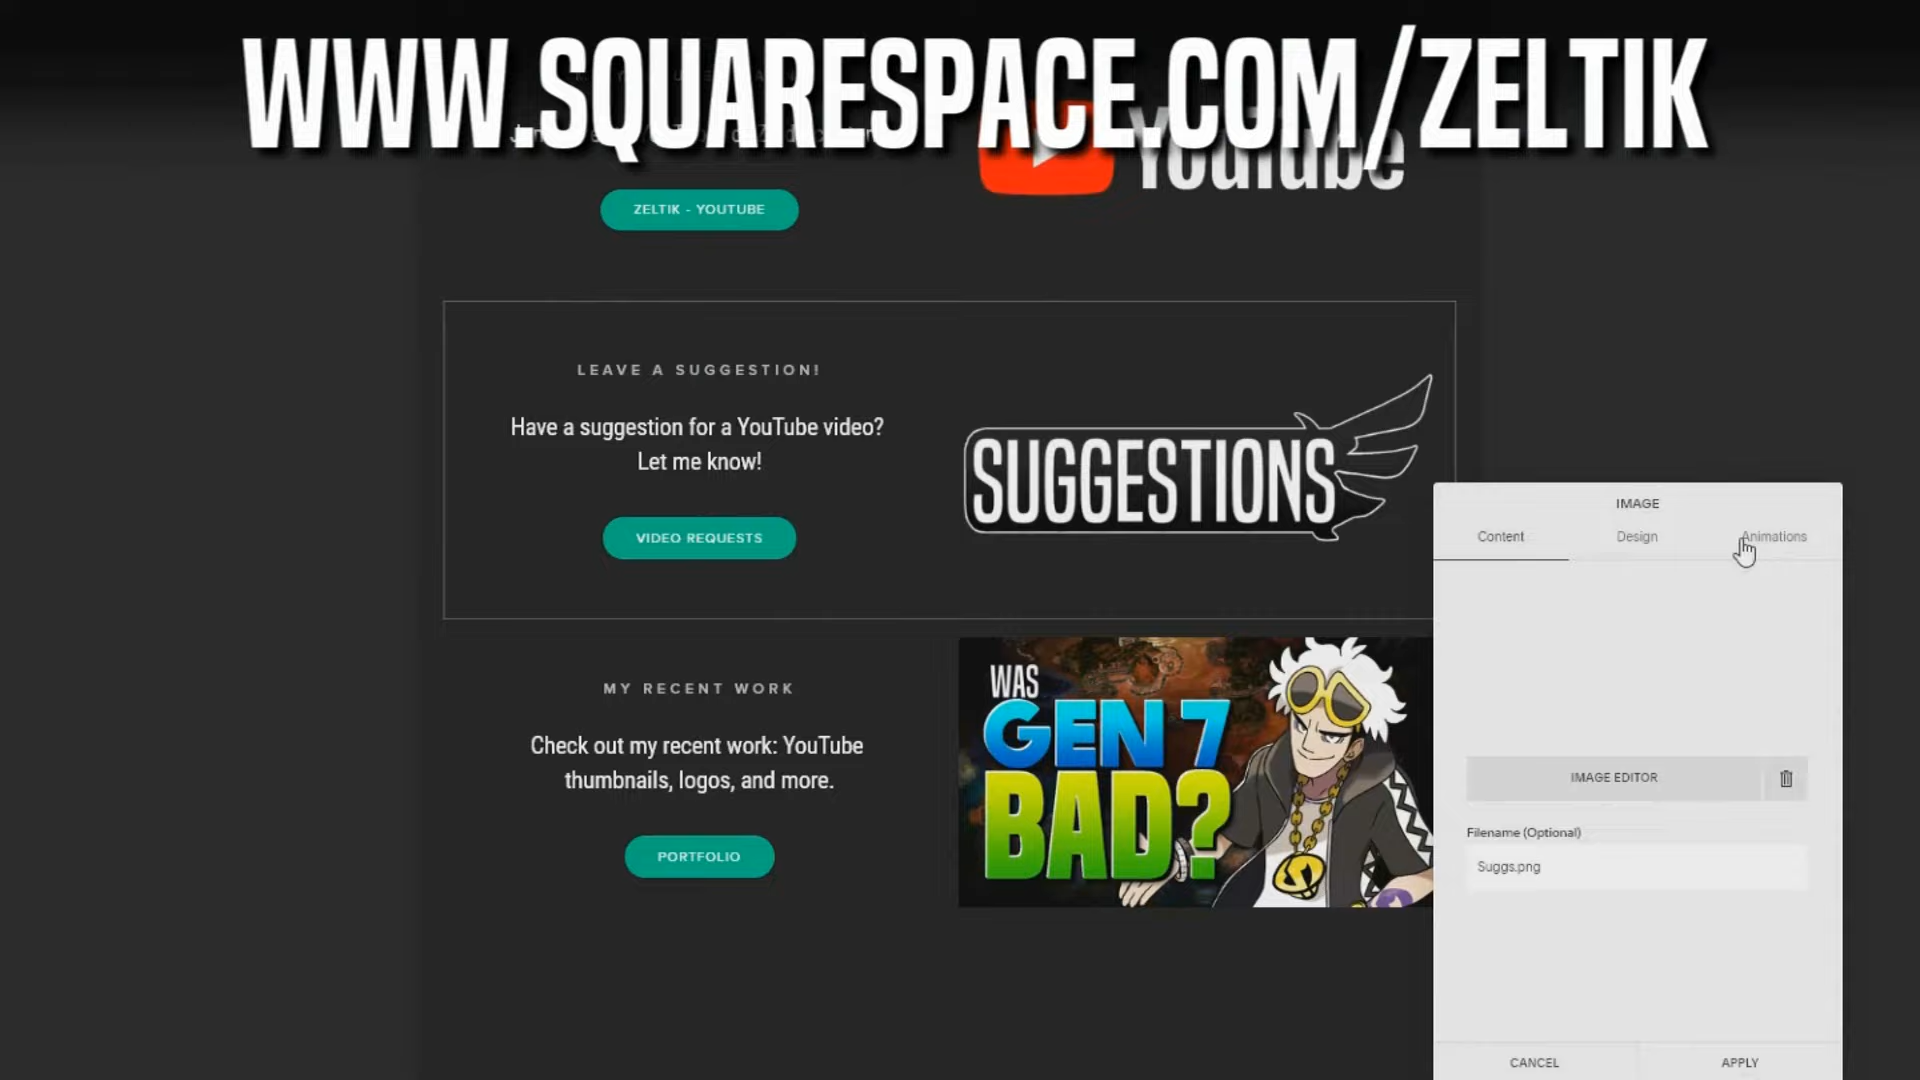 WWW.SQUARESPACE.COM/ZELTIK
YouTube
ZELTIK - YOUTUBE
LEAVE A SUGGESTION!
Have a suggestion for a YouTube video?
Let me know!
VIDEO REQUESTS
SUGGESTIONS
IMAGE
Content
Design
Animations
IMAGE EDITOR
Filename (Optional)
Suggs.png
CANCEL
APPLY
MY RECENT WORK
Check out my recent work: YouTube
thumbnails, logos, and more.
PORTFOLIO
WAS
GEN 7
BAD?